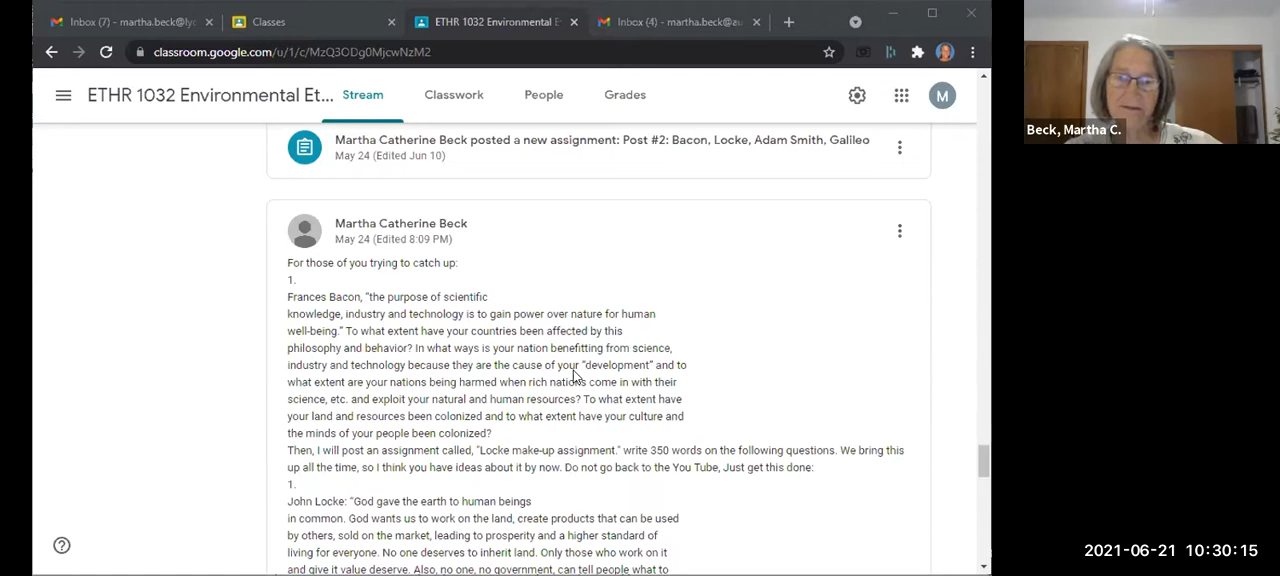 Inbox (7) - martha.beck@lyo
Classes
ETHR 1032 Environmental E
Inbox (4) - martha.beck@au
classroom.google.com/u/1/c/MzQ3ODg0MjcwNzM2
ETHR 1032 Environmental Et...
Stream
Classwork
People
Grades
M
Beck, Martha C.
Martha Catherine Beck posted a new assignment: Post #2: Bacon, Locke, Adam Smith, Galileo
May 24 (Edited Jun 10)
Martha Catherine Beck
May 24 (Edited 8:09 PM)
For those of you trying to catch up:
1.
Frances Bacon, "the purpose of scientific
knowledge, industry and technology is to gain power over nature for human
well-being." To what extent have your countries been affected by this
philosophy and behavior? In what ways is your nation benefitting from science,
industry and technology because they are the cause of your "development" and to
what extent are your nations being harmed when rich nations come in with their
science, etc. and exploit your natural and human resources? To what extent have
your land and resources been colonized and to what extent have your culture and
the minds of your people been colonized?
Then, I will post an assignment called, "Locke make-up assignment." write 350 words on the following questions. We bring this
up all the time, so I think you have ideas about it by now. Do not go back to the You Tube, Just get this done:
1.
John Locke: "God gave the earth to human beings
in common. God wants us to work on the land, create products that can be used
by others, sold on the market, leading to prosperity and a higher standard of
living for everyone. No one deserves to inherit land. Only those who work on it
and give it value deserve. Also, no one, no government, can tell people what to
2021-06-21 10:30:15